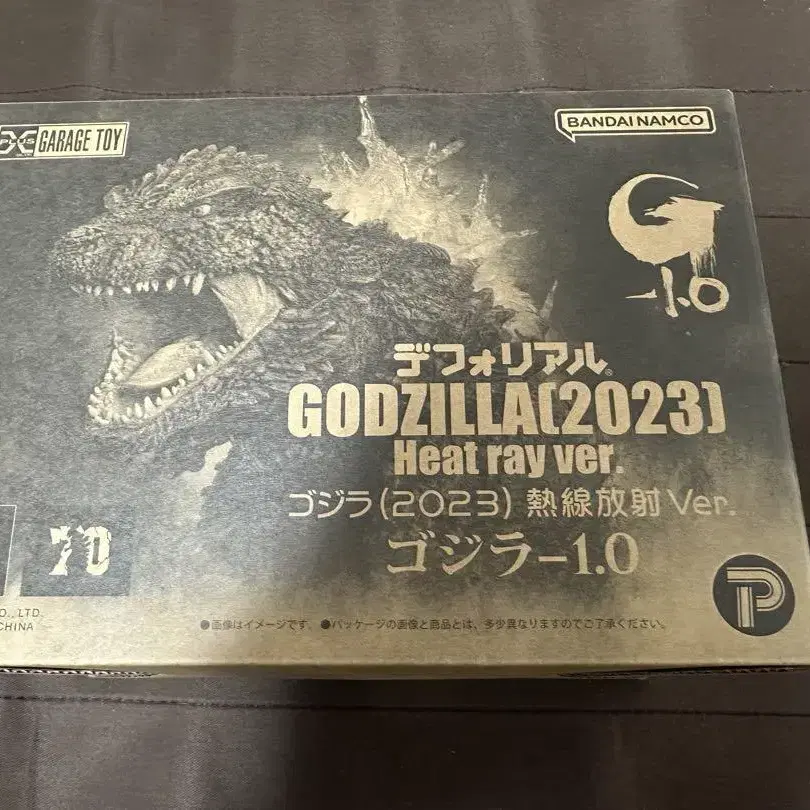 X PLUS GARAGE TOY
BANDAI NAMCO
-1.0
デフォリアル®
GODZILLA(2023)
Heat ray ver.
ゴジラ(2023) 熱線放射 Ver.
ゴジラ-1.0
70
P
O., LTD.
CHINA
●画像はイメージです。 ●パッケージの画像と商品とは、多少異なりますのでご了承ください。